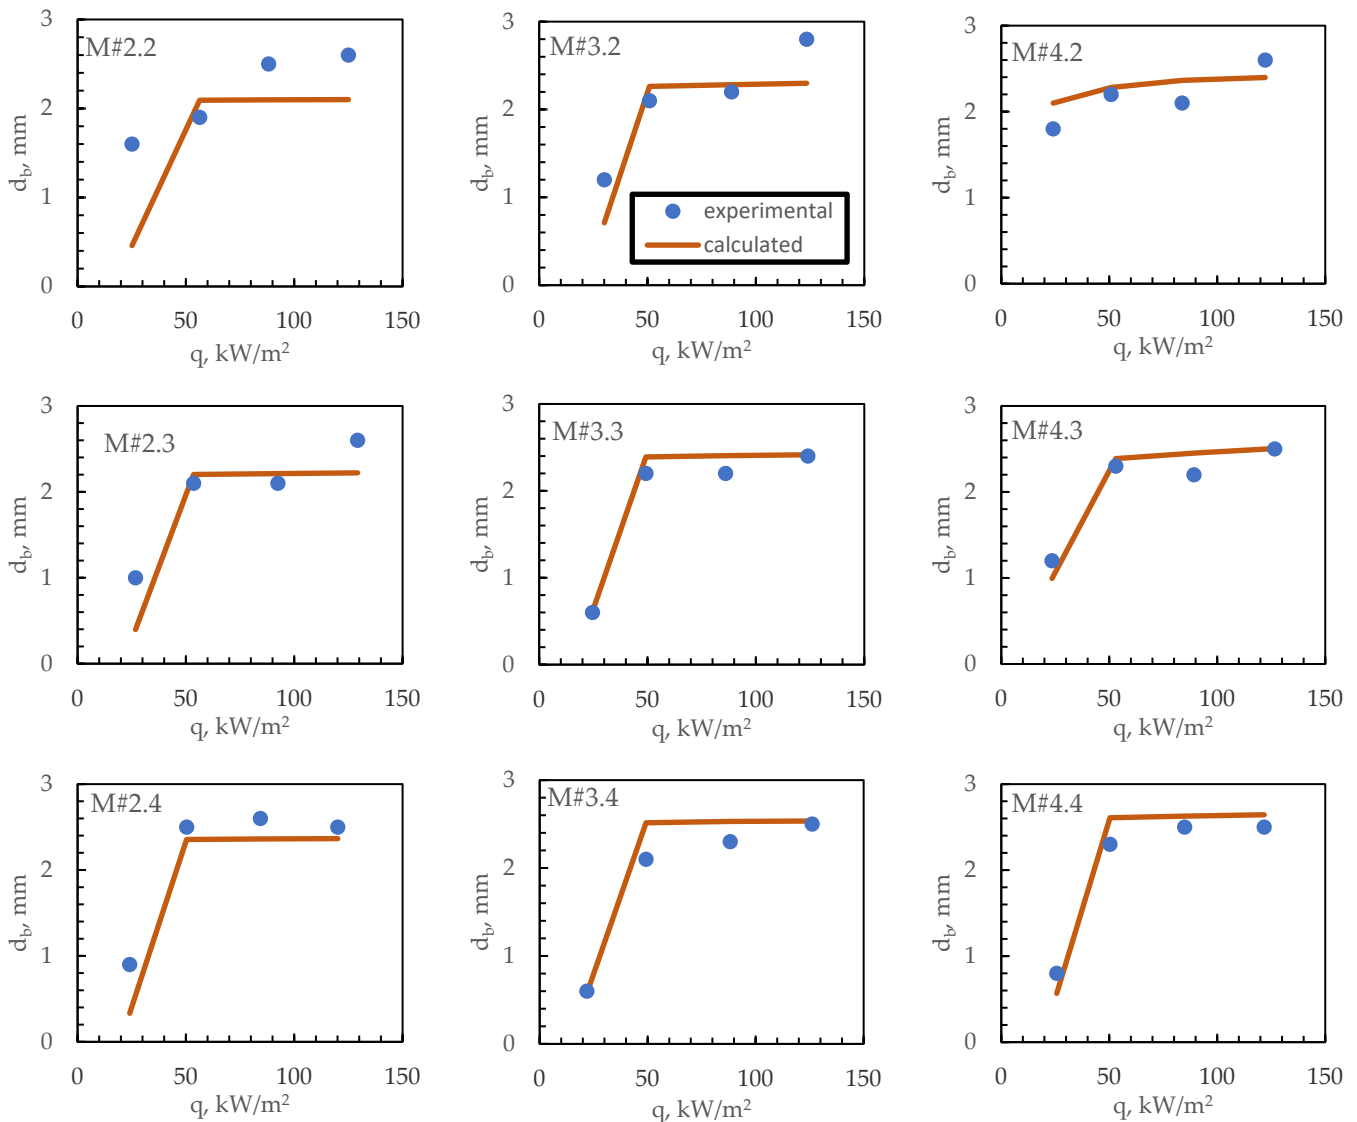 M#2.2
3
2
1
0
d_b, mm
0 50 100 150
q, kW/m²
M#3.2
3
2
1
0
d_b, mm
experimental
calculated
0 50 100 150
q, kW/m²
M#4.2
3
2
1
0
d_b, mm
0 50 100 150
q, kW/m²
M#2.3
3
2
1
0
d_b, mm
0 50 100 150
q, kW/m²
M#3.3
3
2
1
0
d_b, mm
0 50 100 150
q, kW/m²
M#4.3
3
2
1
0
d_b, mm
0 50 100 150
q, kW/m²
M#2.4
3
2
1
0
d_b, mm
0 50 100 150
q, kW/m²
M#3.4
3
2
1
0
d_b, mm
0 50 100 150
q, kW/m²
M#4.4
3
2
1
0
d_b, mm
0 50 100 150
q, kW/m²